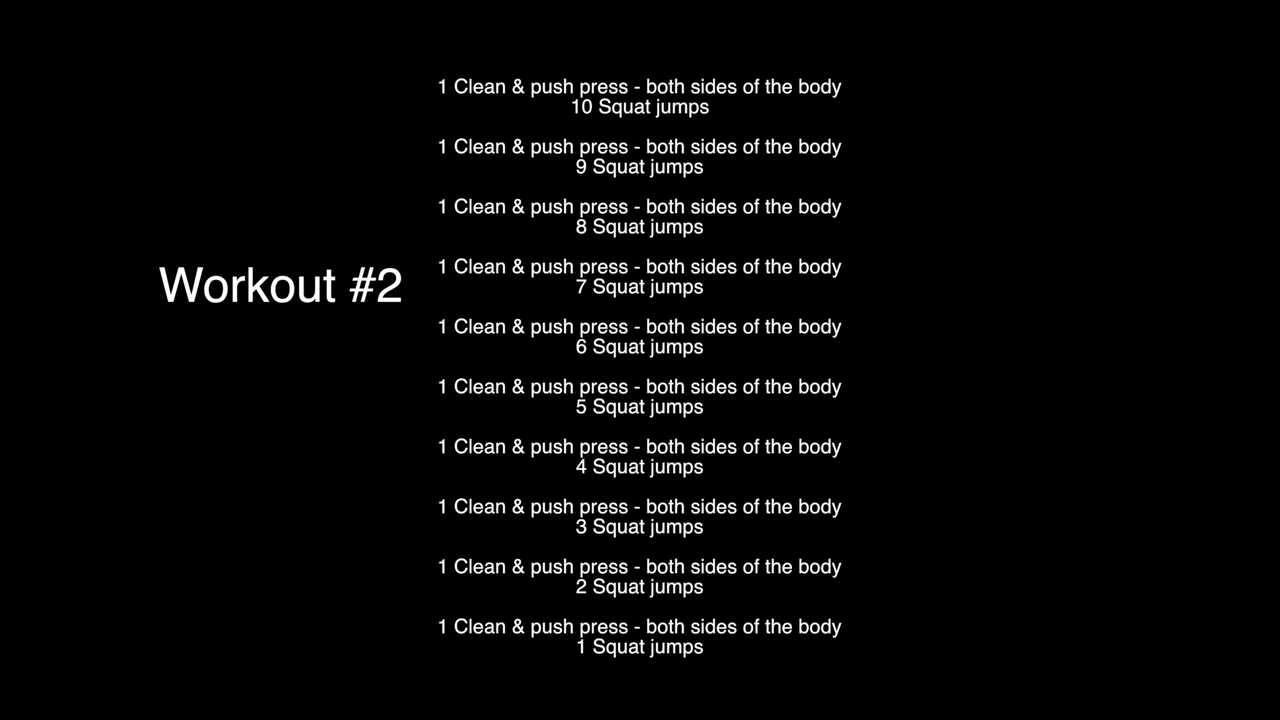 Workout #2
1 Clean & push press - both sides of the body
10 Squat jumps
1 Clean & push press - both sides of the body
9 Squat jumps
1 Clean & push press - both sides of the body
8 Squat jumps
1 Clean & push press - both sides of the body
7 Squat jumps
1 Clean & push press - both sides of the body
6 Squat jumps
1 Clean & push press - both sides of the body
5 Squat jumps
1 Clean & push press - both sides of the body
4 Squat jumps
1 Clean & push press - both sides of the body
3 Squat jumps
1 Clean & push press - both sides of the body
2 Squat jumps
1 Clean & push press - both sides of the body
1 Squat jumps